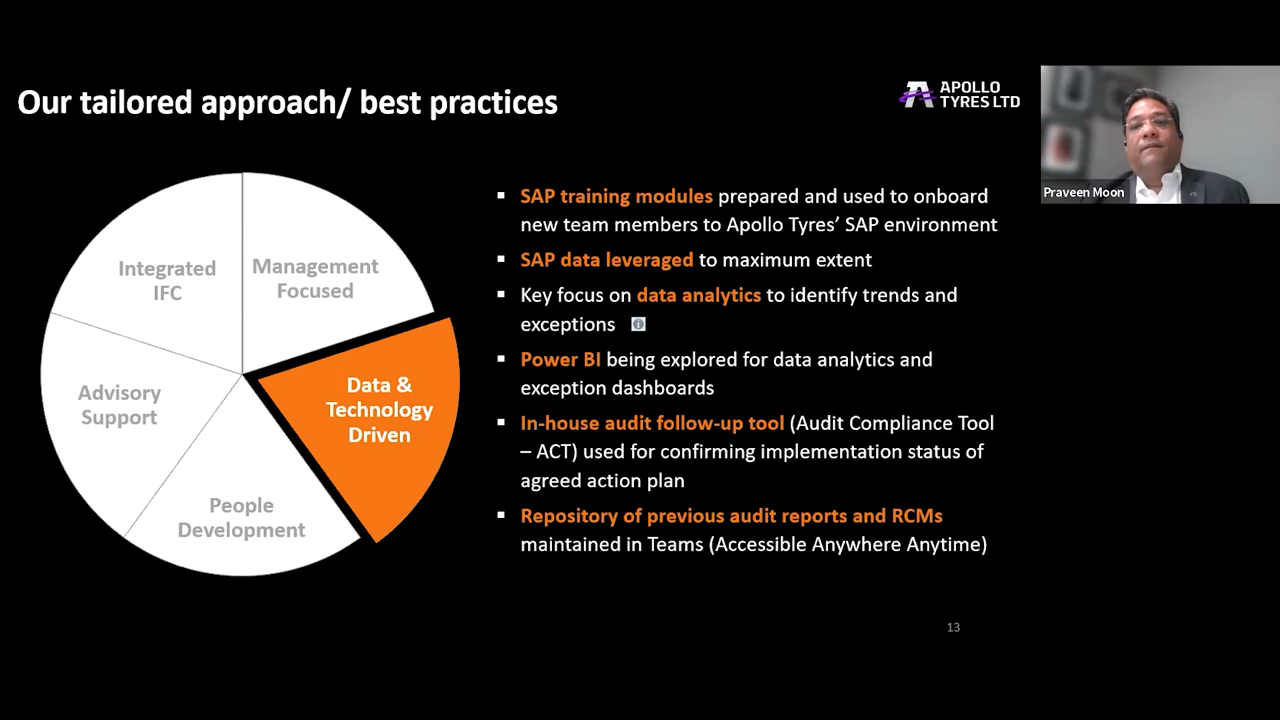 Our tailored approach/ best practices
APOLLO
TYRES LTD
Praveen Moon
Integrated
IFC
Management
Focused
Data &
Technology
Driven
Advisory
Support
People
Development
▪ SAP training modules prepared and used to onboard
new team members to Apollo Tyres’ SAP environment
▪ SAP data leveraged to maximum extent
▪ Key focus on data analytics to identify trends and
exceptions
▪ Power BI being explored for data analytics and
exception dashboards
▪ In-house audit follow-up tool (Audit Compliance Tool
– ACT) used for confirming implementation status of
agreed action plan
▪ Repository of previous audit reports and RCMs
maintained in Teams (Accessible Anywhere Anytime)
13